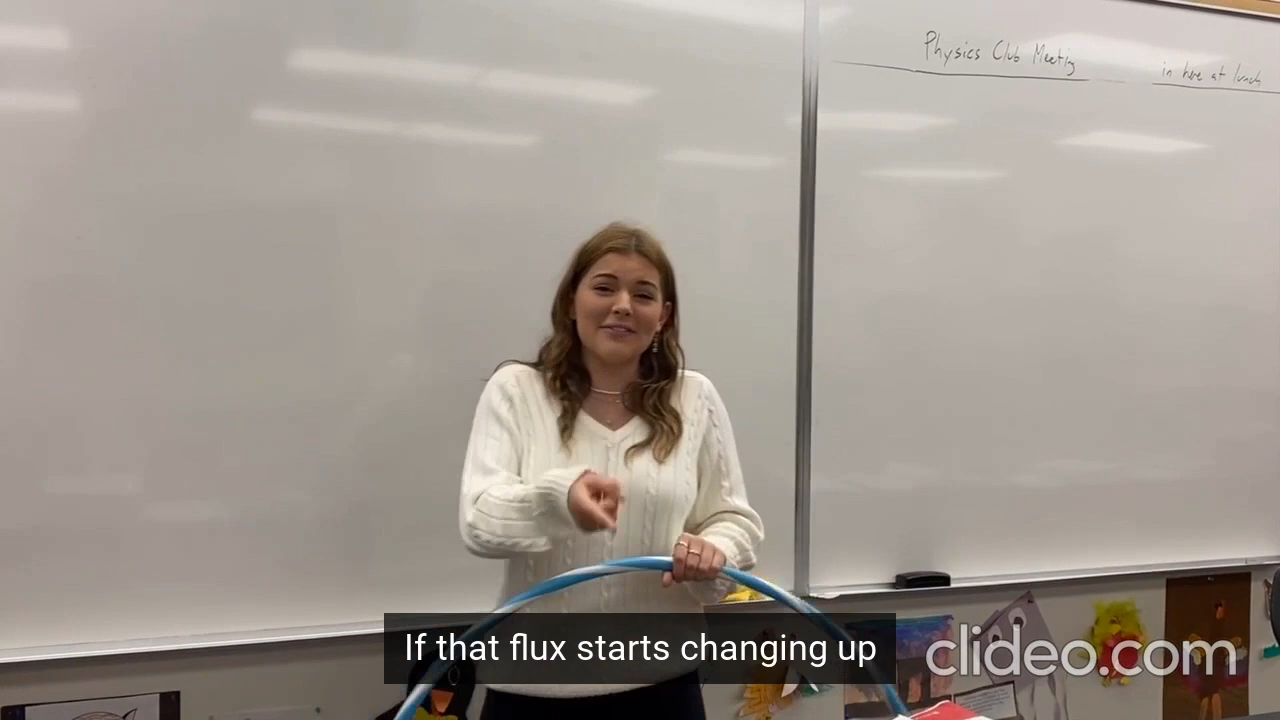 Physics Club Meeting in here at lunch
If that flux starts changing up
clideo.com